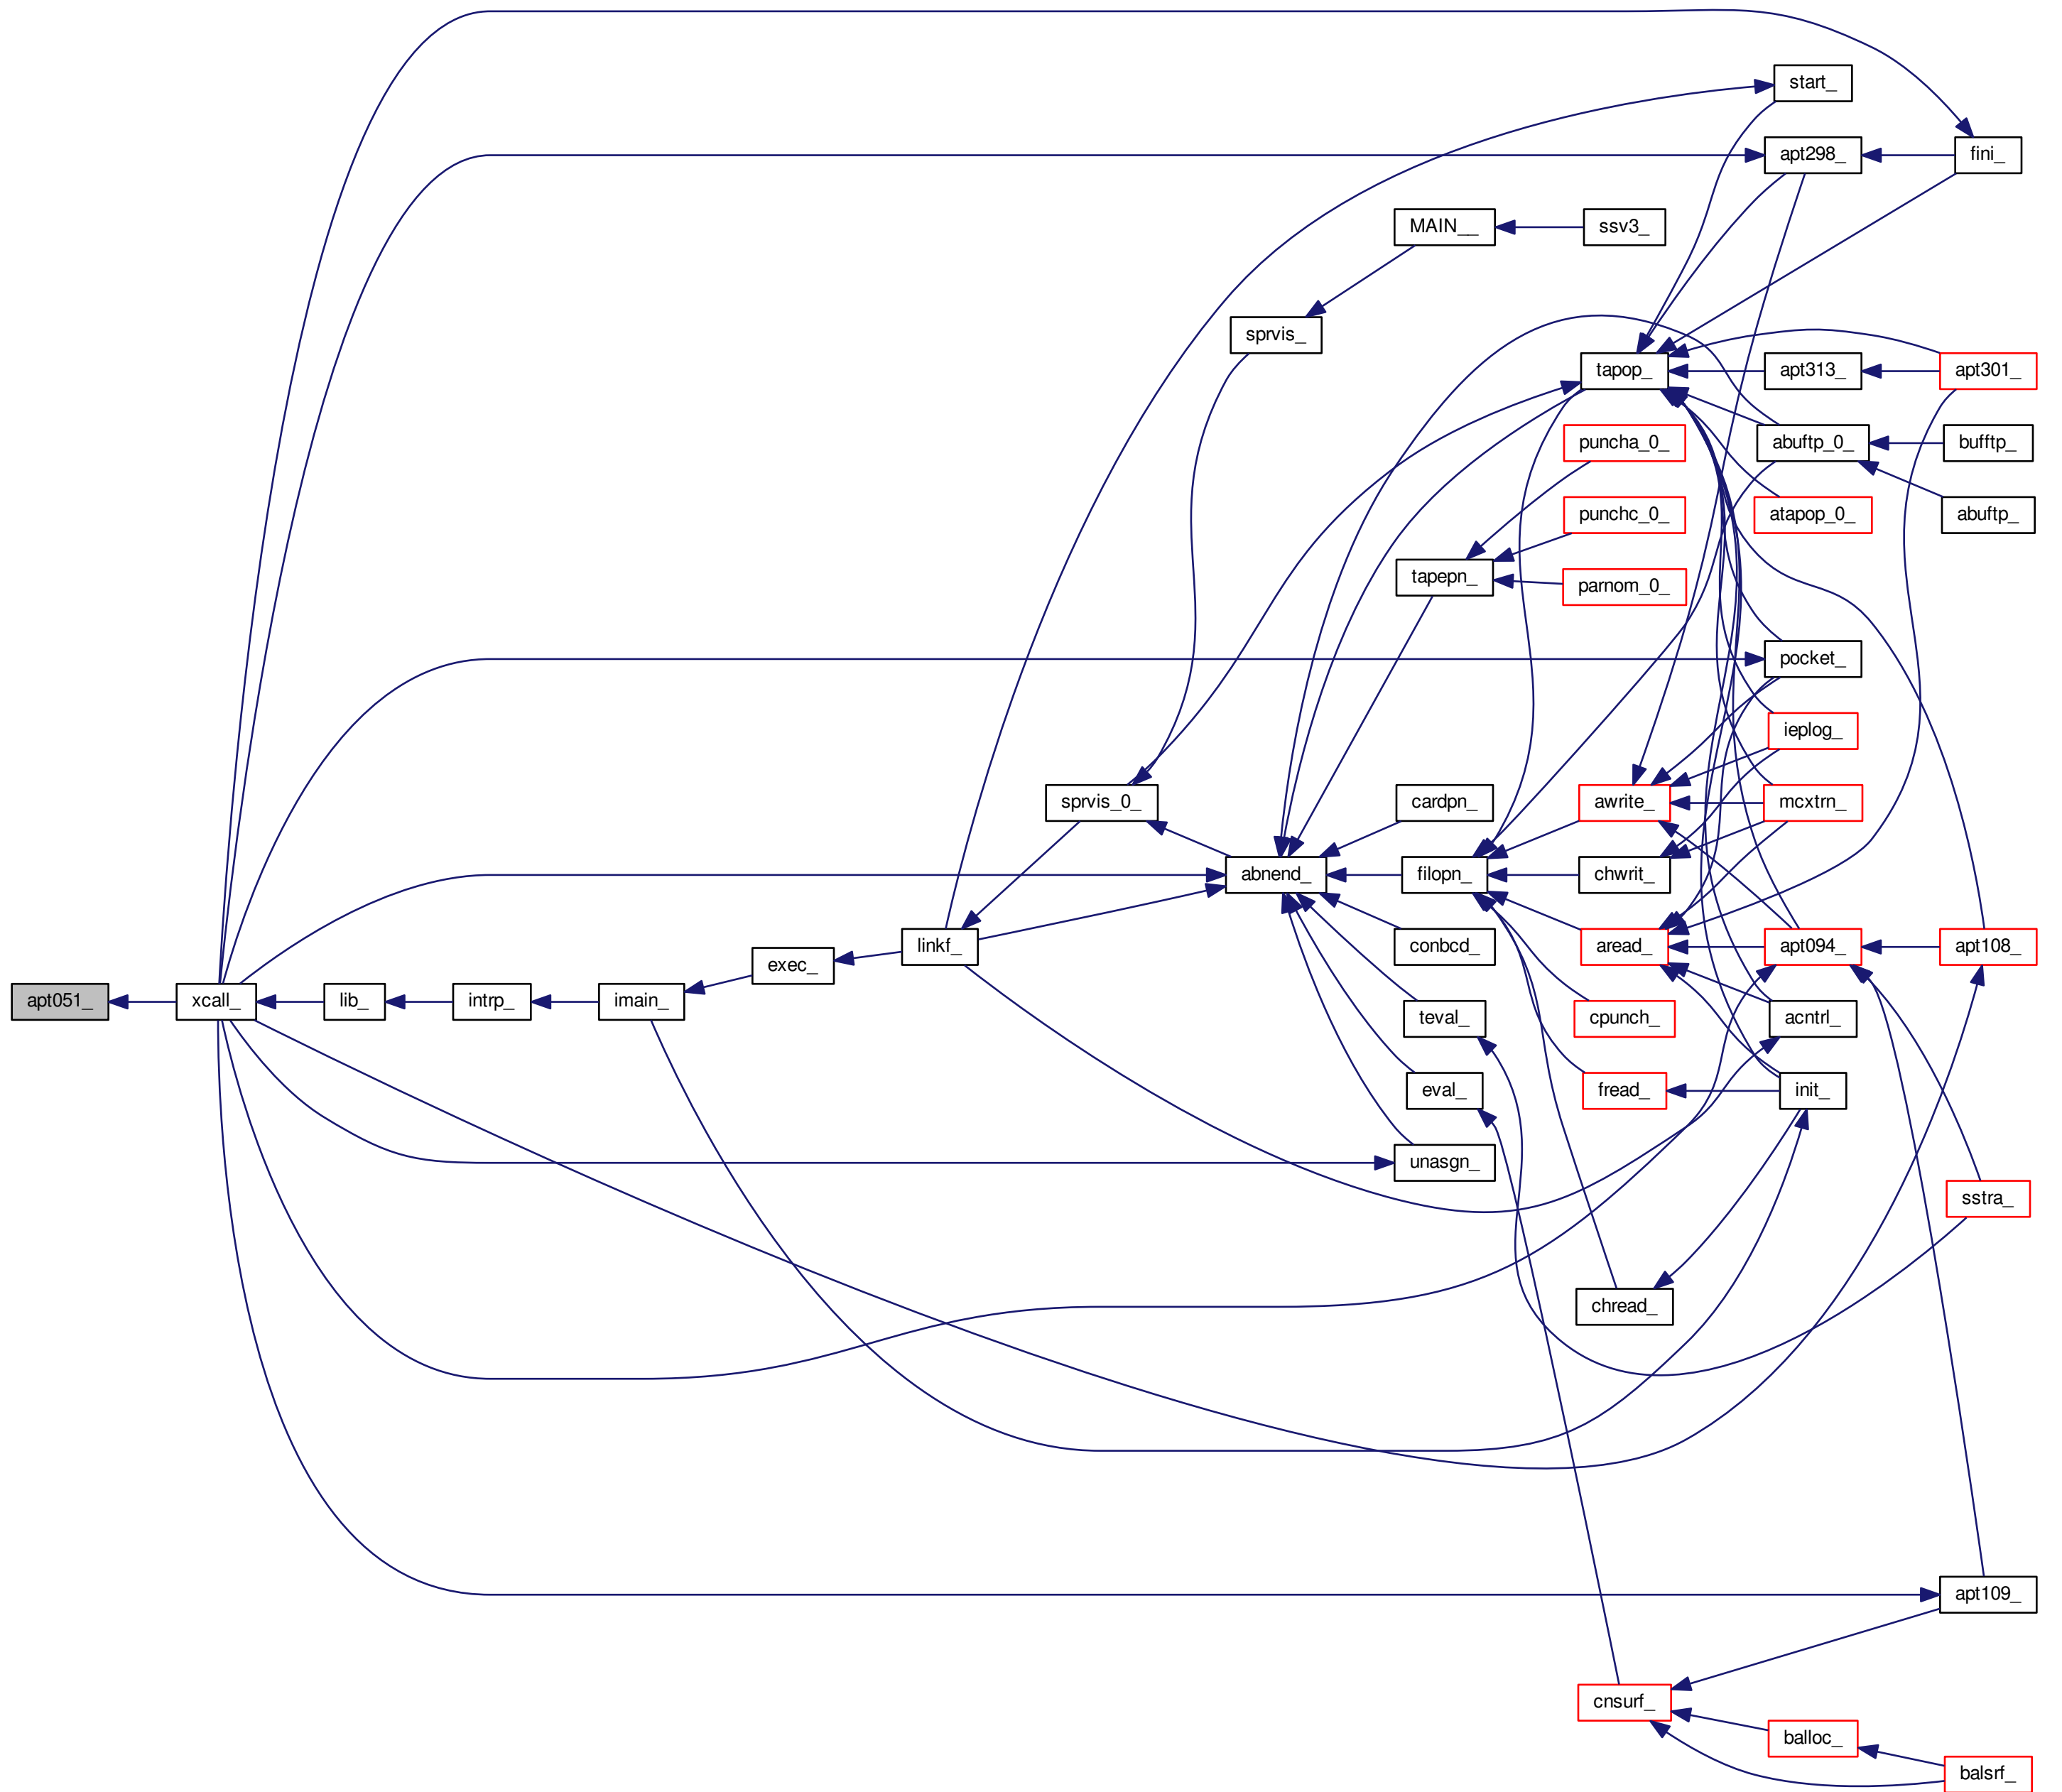 start_
apt298_
fini_
MAIN__
ssv3_
sprvis_
tapop_
apt313_
apt301_
puncha_0_
abuftp_0_
bufftp_
punchc_0_
atapop_0_
abuftp_
tapepn_
parnom_0_
pocket_
ieplog_
sprvis_0_
cardpn_
awrite_
mcxtrn_
abnend_
filopn_
chwrit_
linkf_
conbcd_
aread_
apt094_
apt108_
exec_
apt051_
xcall_
lib_
intrp_
imain_
teval_
cpunch_
acntrl_
eval_
fread_
init_
unasgn_
sstra_
chread_
apt109_
cnsurf_
balloc_
balsrf_